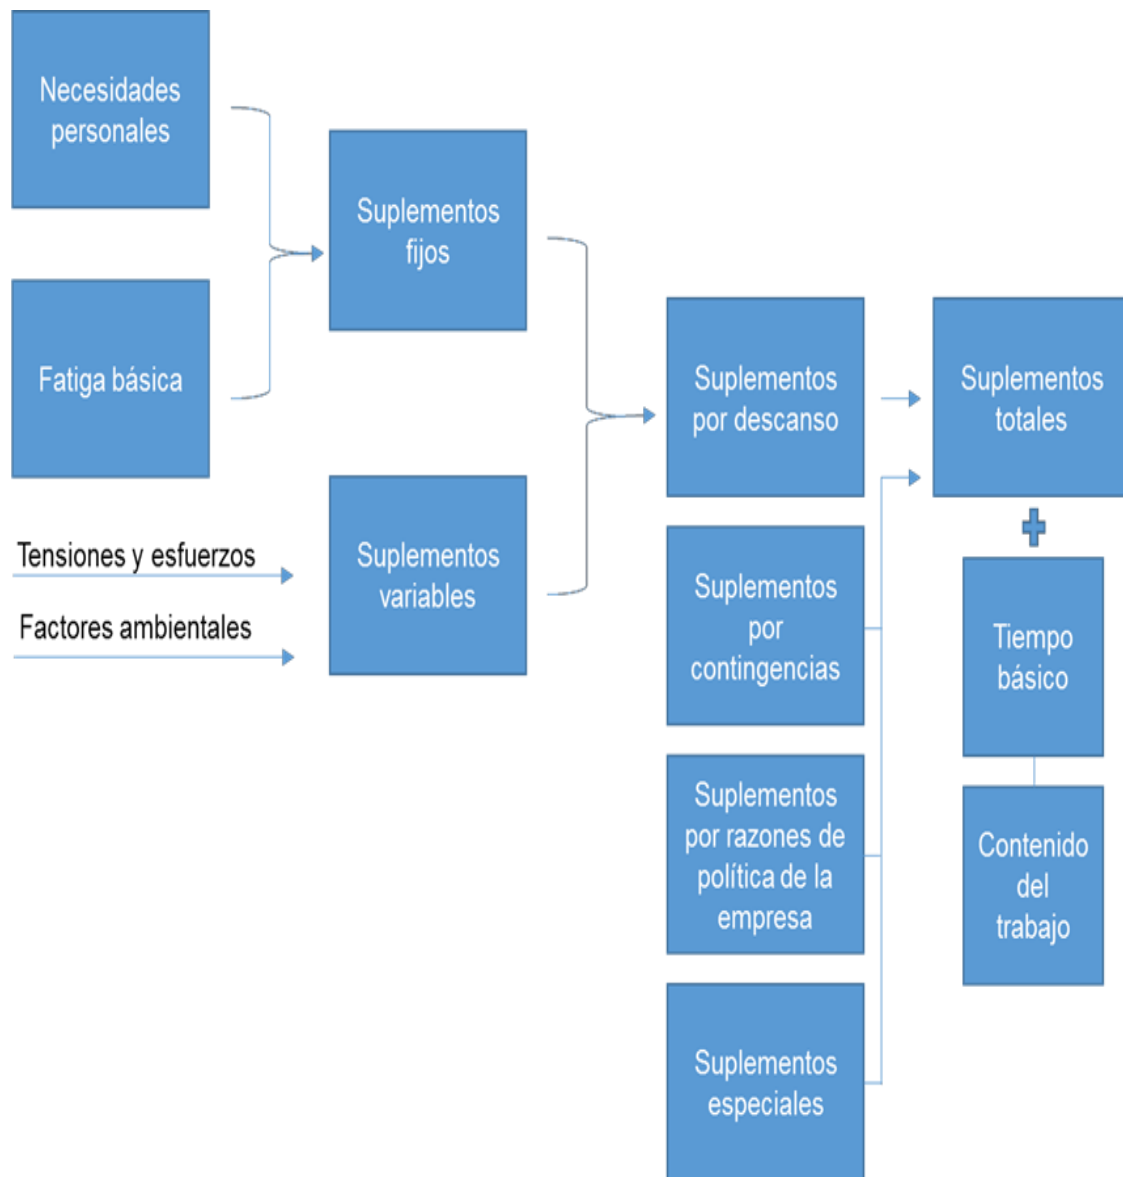 Necesidades
personales
Fatiga básica
Tensiones y esfuerzos
Factores ambientales
Suplementos
fijos
Suplementos
variables
Suplementos
por descanso
Suplementos
por
contingencias
Suplementos
por razones de
política de la
empresa
Suplementos
especiales
Suplementos
totales
Tiempo
básico
Contenido
del
trabajo